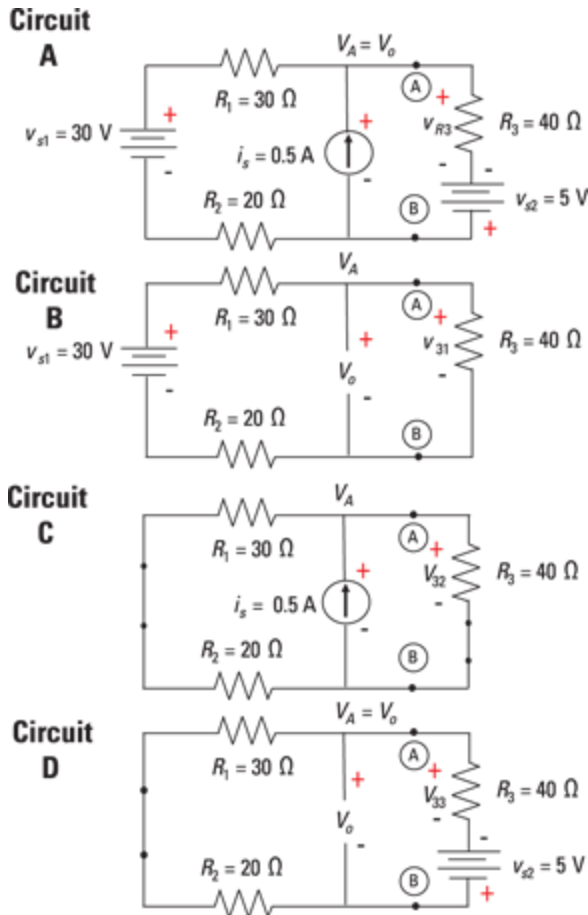 Circuit
A
V_A = V_o
R_1 = 30 Ω
A
+
+
v_s1 = 30 V
+
v_R3
R_3 = 40 Ω
i_s = 0.5 A
-
-
-
-
R_2 = 20 Ω
B
v_s2 = 5 V
+
Circuit
B
V_A
R_1 = 30 Ω
A
+
+
+
v_s1 = 30 V
V_o
v_31
R_3 = 40 Ω
-
-
-
R_2 = 20 Ω
B
Circuit
C
V_A
R_1 = 30 Ω
A
+
+
V_32
R_3 = 40 Ω
i_s = 0.5 A
-
-
R_2 = 20 Ω
B
Circuit
D
V_A = V_o
R_1 = 30 Ω
A
+
+
V_33
R_3 = 40 Ω
V_o
-
-
-
R_2 = 20 Ω
B
v_s2 = 5 V
+